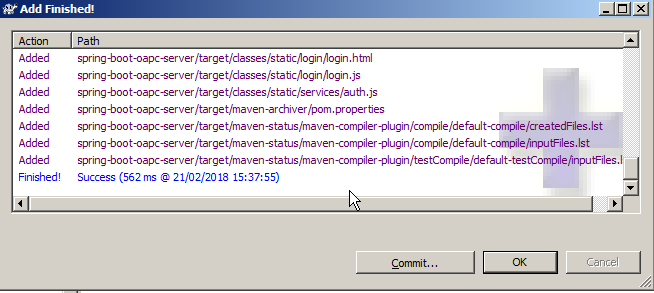 Add Finished!
Action Path
Added spring-boot-oapc-server/target/classes/static/login/login.html
Added spring-boot-oapc-server/target/classes/static/login/login.js
Added spring-boot-oapc-server/target/classes/static/services/auth.js
Added spring-boot-oapc-server/target/maven-archiver/pom.properties
Added spring-boot-oapc-server/target/maven-status/maven-compiler-plugin/compile/default-compile/createdFiles.lst
Added spring-boot-oapc-server/target/maven-status/maven-compiler-plugin/compile/default-compile/inputFiles.lst
Added spring-boot-oapc-server/target/maven-status/maven-compiler-plugin/testCompile/default-testCompile/inputFiles.l
Finished! Success (562 ms @ 21/02/2018 15:37:55)
Commit... OK Cancel